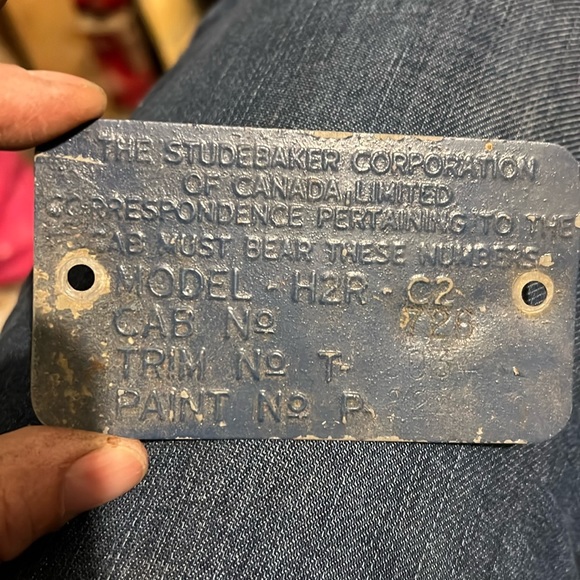 THE STUDEBAKER CORPORATION
OF CANADA, LIMITED
CORRESPONDENCE PERTAINING TO THE
CAB MUST BEAR THESE NUMBERS
MODEL - H2R - C2
CAB No 726
TRIM No T-
PAINT No P-